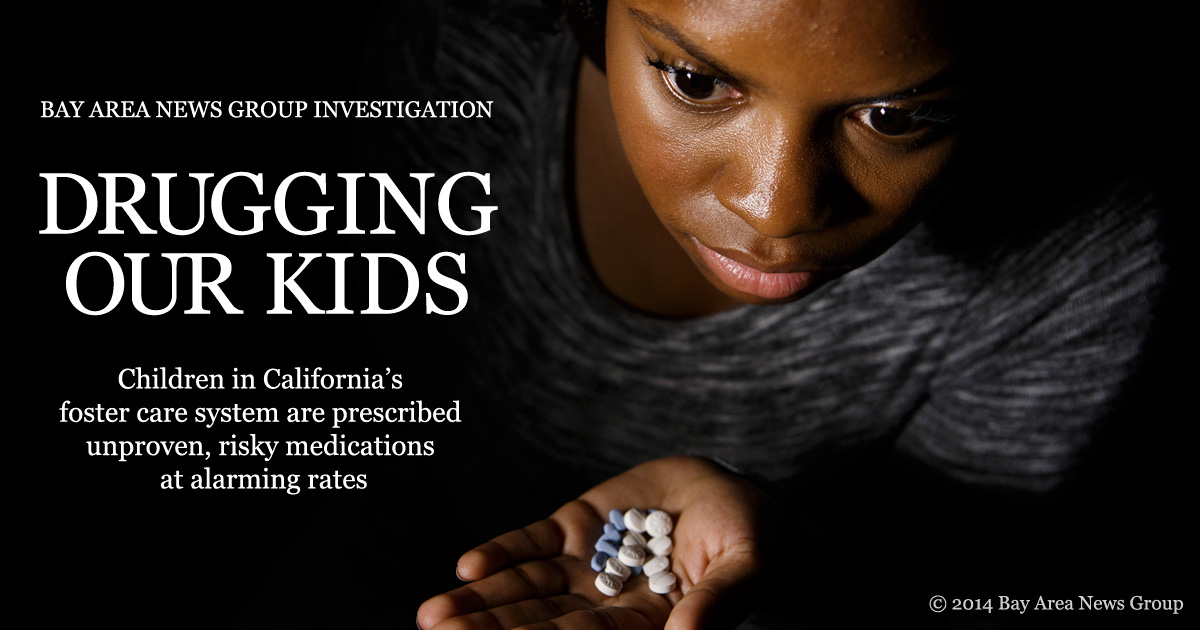 BAY AREA NEWS GROUP INVESTIGATION
DRUGGING
OUR KIDS
Children in California’s
foster care system are prescribed
unproven, risky medications
at alarming rates
© 2014 Bay Area News Group